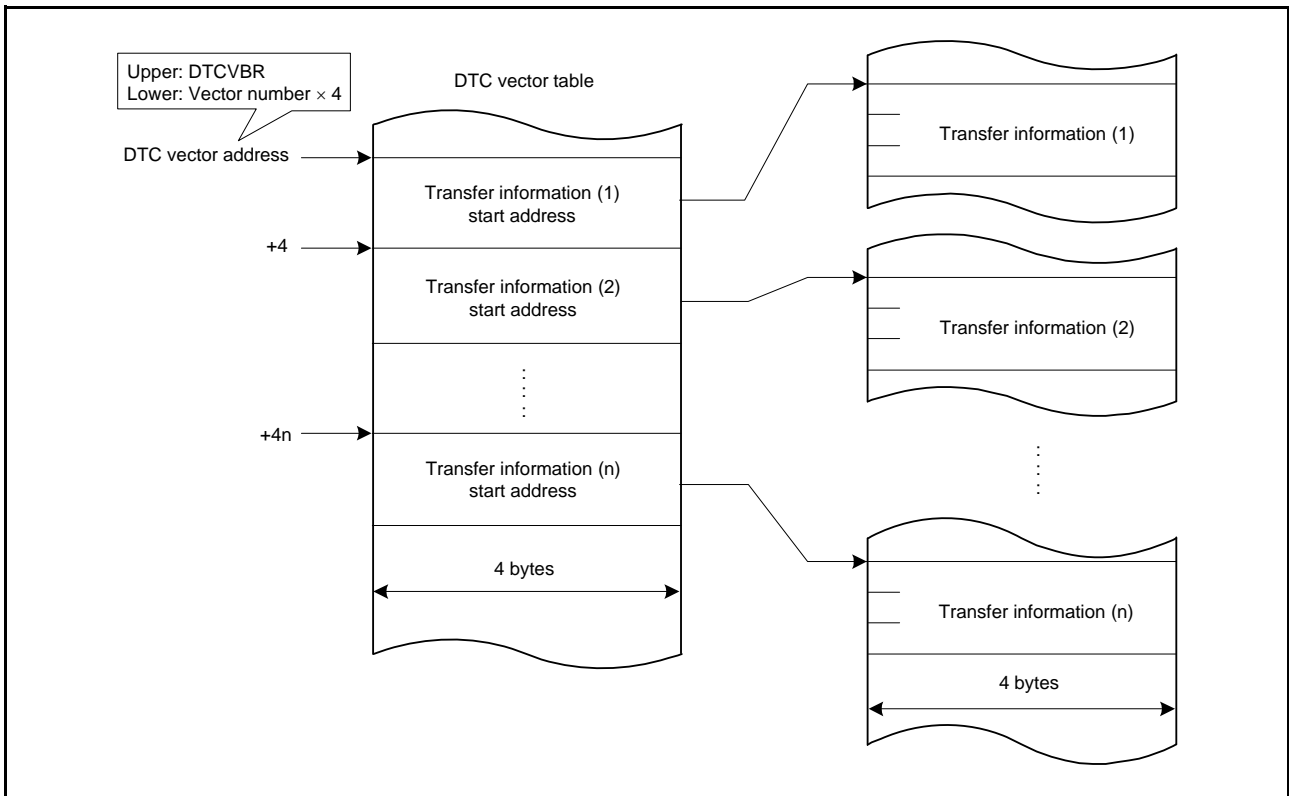 Upper: DTCVBR
Lower: Vector number × 4
DTC vector table
DTC vector address
Transfer information (1)
start address
+4
Transfer information (2)
start address
+4n
Transfer information (n)
start address
4 bytes
Transfer information (1)
Transfer information (2)
Transfer information (n)
4 bytes